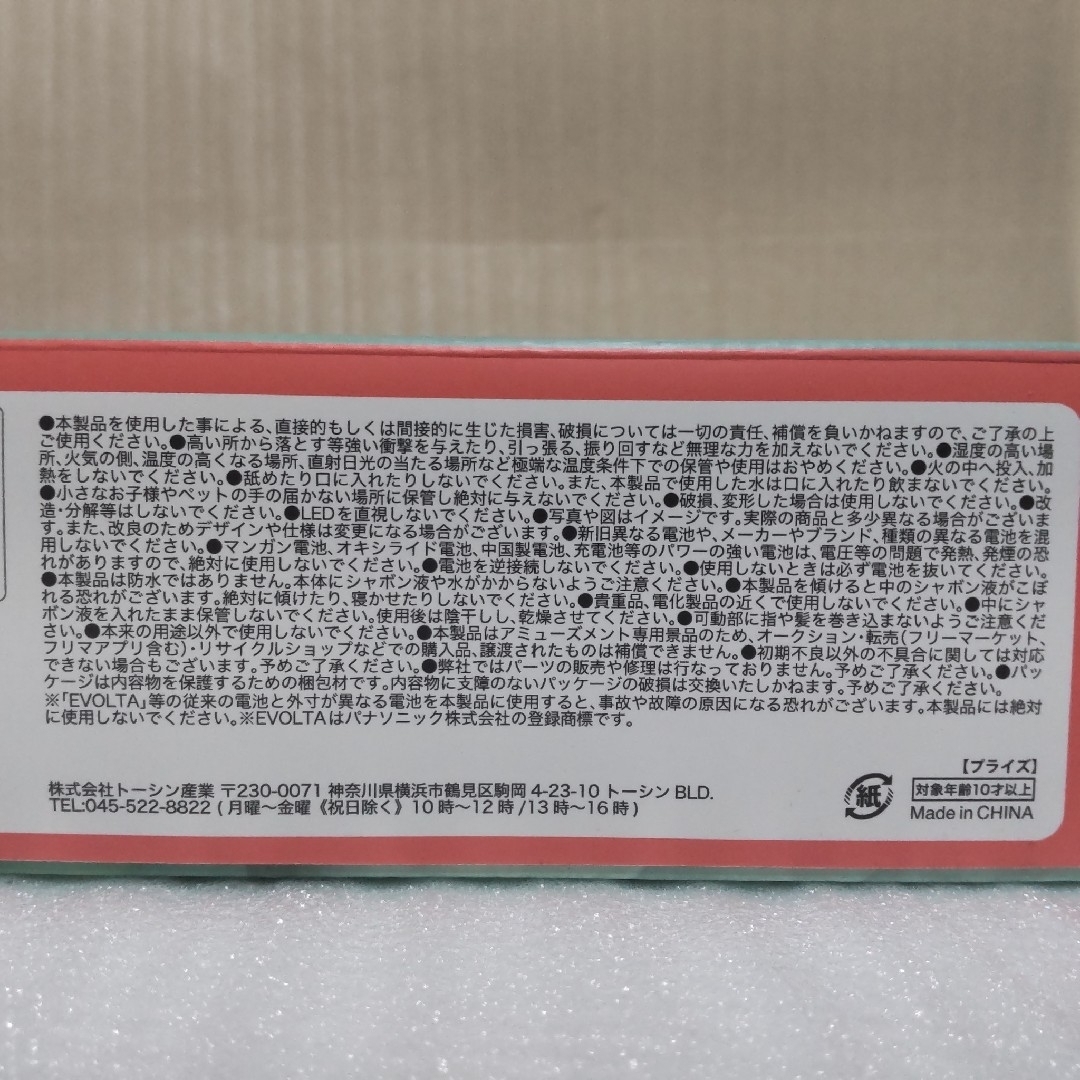 ●本製品を使用した事による、直接的もしくは間接的に生じた損害、破損については一切の責任、補償を負いかねますので、ご了承の上
ご使用ください。●高い所から落とす等強い衝撃を与えたり、引っ張る、振り回すなど無理な力を加えないでください。●湿度の高い場
所、火気の側、温度の高くなる場所、直射日光の当たる場所など極端な温度条件下での保管や使用はおやめください。●火の中へ投入、加
熱をしないでください。●舐めたり口に入れたりしないでください。また、本製品で使用した水は口に入れたり飲まないでください。
●小さなお子様やペットの手の届かない場所に保管し絶対に与えないでください。●破損、変形した場合は使用しないでください。●改
造・分解等はしないでください。●LEDを直視しないでください。●写真や図はイメージです。実際の商品と多少異なる場合がございま
す。また、改良のためデザインや仕様は変更になる場合がございます。●新旧異なる電池や、メーカーやブランド、種類の異なる電池を混
用しないでください。●マンガン電池、オキシライド電池、中国製電池、充電池等のパワーの強い電池は、電圧等の問題で発熱、発煙の恐
れがありますので、絶対に使用しないでください。●電池を逆接続しないでください。●使用しないときは必ず電池を抜いてください。
●本製品は防水ではありません。本体にシャボン液や水がかからないようご注意ください。●本製品を傾けると中のシャボン液がこぼ
れる恐れがございます。絶対に傾けたり、寝かせたりしないでください。●貴重品、電化製品の近くで使用しないでください。●中にシャ
ボン液を入れたまま保管しないでください。使用後は陰干しし、乾燥させてください。●可動部に指や髪を巻き込まないようご注意くだ
さい。●本来の用途以外で使用しないでください。●本製品はアミューズメント専用景品のため、オークション・転売(フリーマーケット、
フリマアプリ含む)・リサイクルショップなどでの購入品、譲渡されたものは補償できません。●初期不良以外の不具合に関しては対応
できない場合もございます。予めご了承ください。●弊社ではパーツの販売や修理は行なっておりません。予めご了承ください。●パッ
ケージは内容物を保護するための梱包材です。内容物に支障のないパッケージの破損は交換いたしかねます。予めご了承ください。
※「EVOLTA」等の従来の電池と外寸が異なる電池を本製品に使用すると、事故や故障の原因になる恐れがございます。本製品には絶対
に使用しないでください。※EVOLTAはパナソニック株式会社の登録商標です。
株式会社トーシン産業 〒230-0071 神奈川県横浜市鶴見区駒岡 4-23-10 トーシン BLD.
TEL:045-522-8822 (月曜〜金曜《祝日除く》10時〜12時/13時〜16時)
紙
【プライズ】
対象年齢10才以上
Made in CHINA